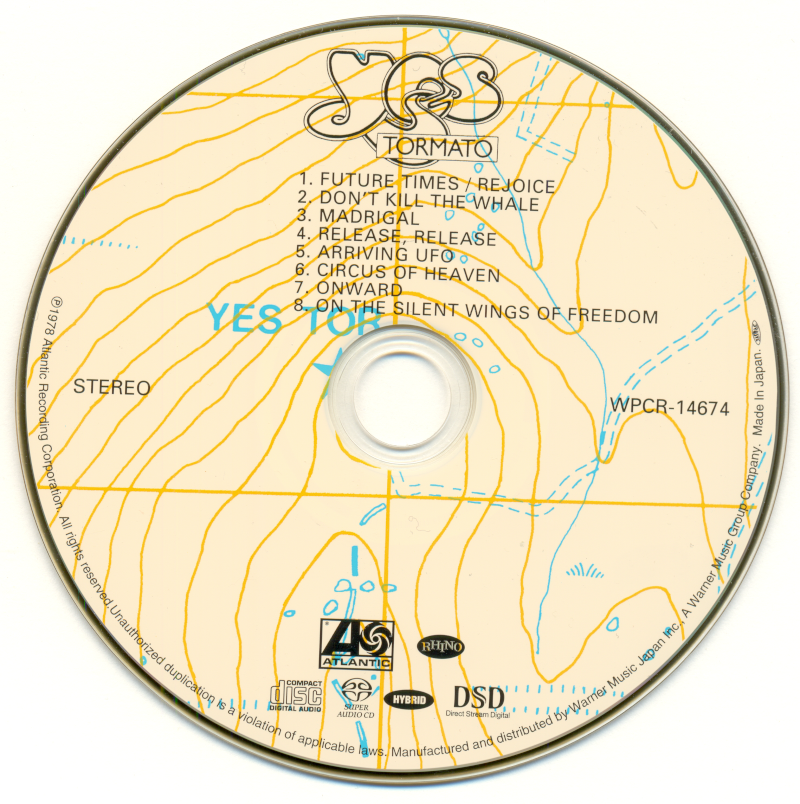 YES
TORMATO
1. FUTURE TIMES / REJOICE
2. DON'T KILL THE WHALE
3. MADRIGAL
4. RELEASE, RELEASE
5. ARRIVING UFO
6. CIRCUS OF HEAVEN
7. ONWARD
8. ON THE SILENT WINGS OF FREEDOM
YES TOR
STEREO
WPCR-14674
ATLANTIC
RHINO
COMPACT
disc
DIGITAL AUDIO
SUPER
AUDIO CD
HYBRID
DSD
Direct Stream Digital
℗1978 Atlantic Recording Corporation. All rights reserved.Unauthorized duplication is a violation of applicable laws. Manufactured and distributed by Warner Music Japan Inc., A Warner Music Group Company. Made In Japan.